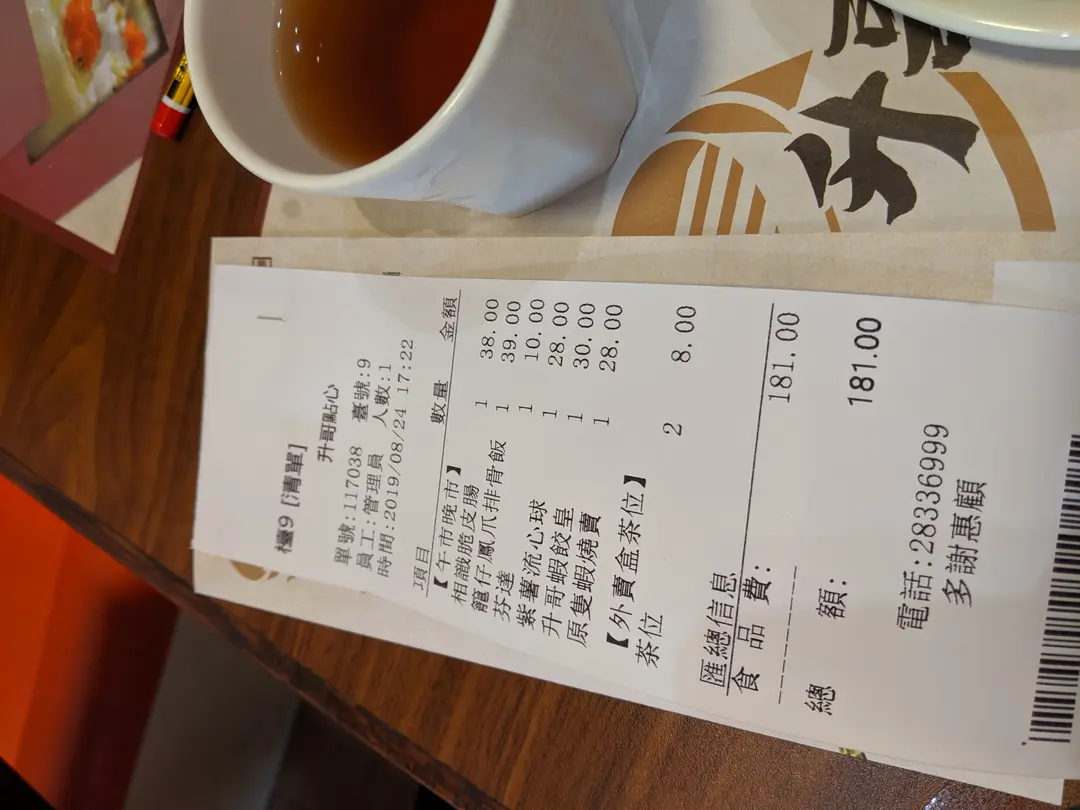 升哥
檯9 [清單]
升哥點心
單號:117038 臺號:9
員工:管理員 人數:1
時間:2019/08/24 17:22
項目 數量 金額
【午市晚市】
相識脆皮腸 1 38.00
籠仔鳳爪排骨飯 1 39.00
芬達 1 10.00
紫薯流心球 1 28.00
升哥蝦餃皇 1 30.00
原隻蝦燒賣 1 28.00
【外賣盒茶位】
茶位 2 8.00
匯總信息
食品費: 181.00
總額: 181.00
電話:28336999
多謝惠顧